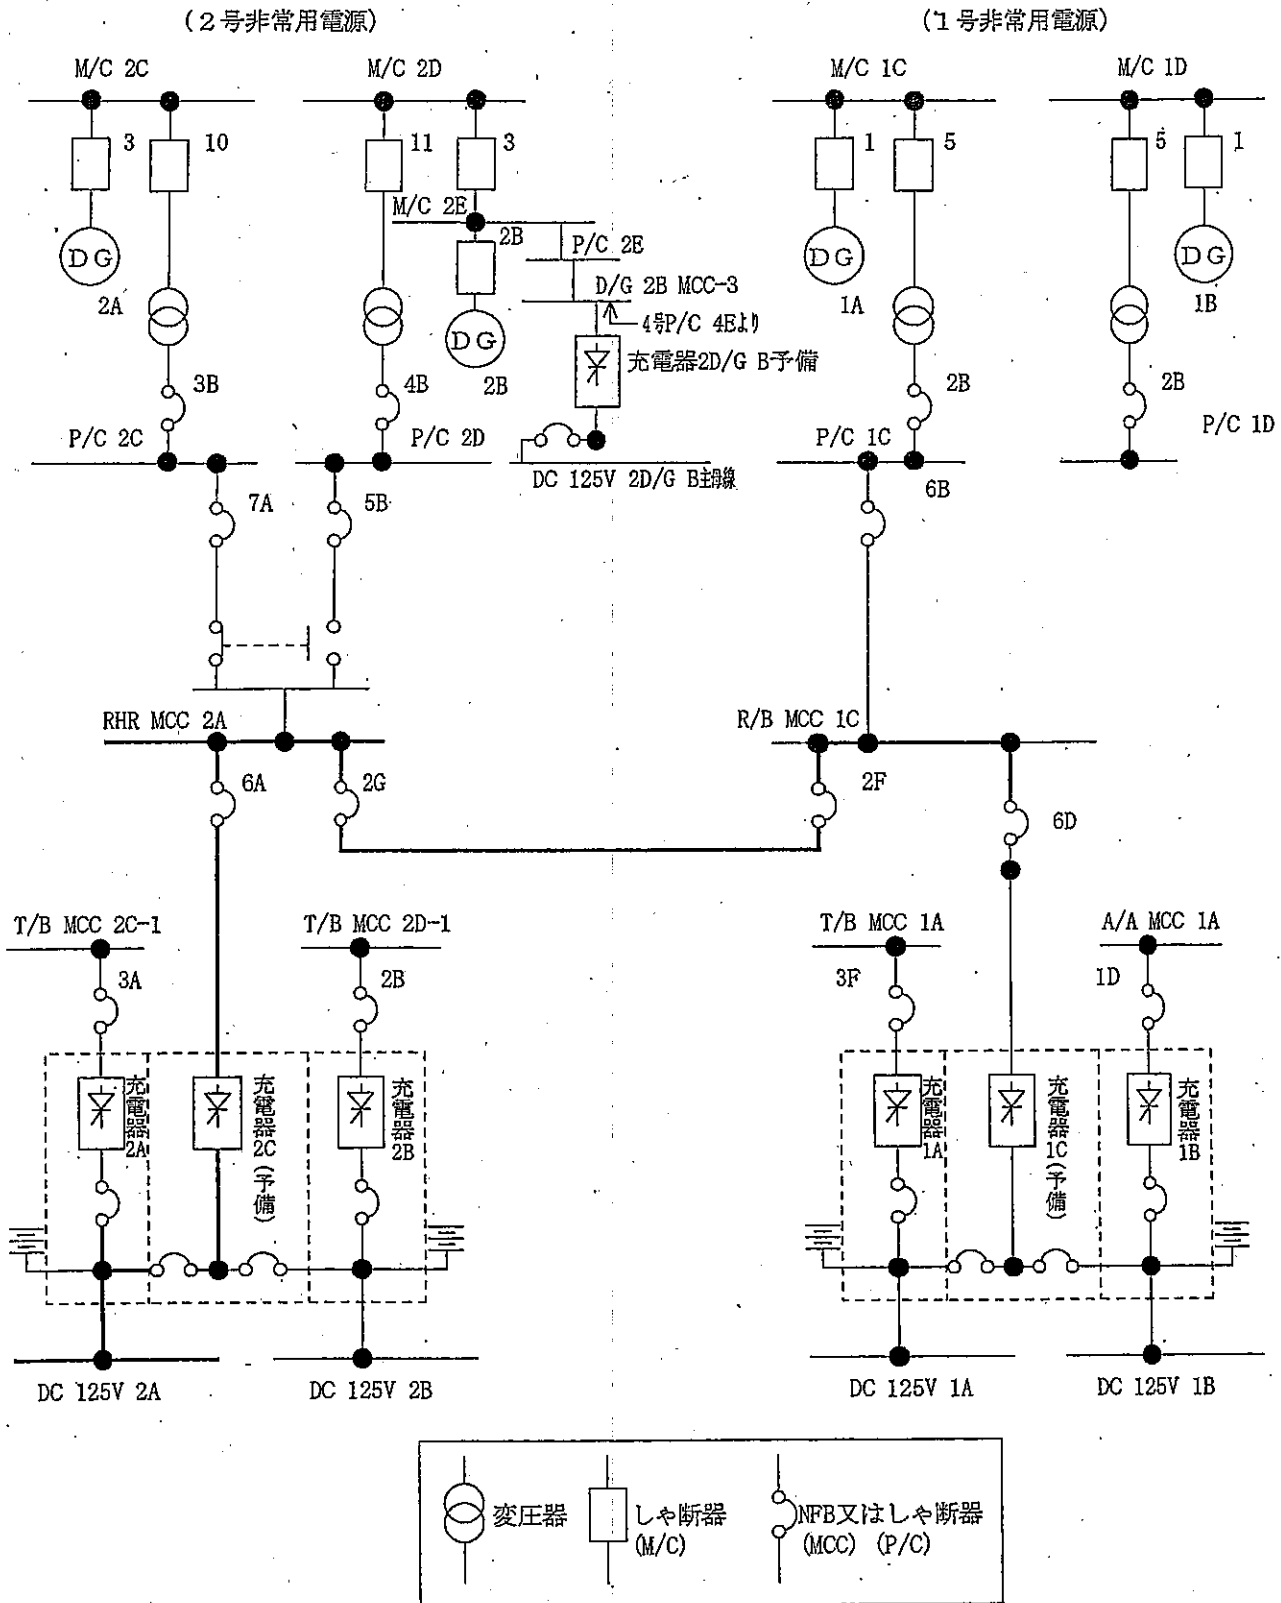 (2号非常用電源)
(1号非常用電源)
M/C 2C
M/C 2D
M/C 1C
M/C 1D
3
10
11
3
1
5
5
1
M/C 2E
2B
P/C 2E
DG
2A
D/G 2B MCC-3
4号P/C 4Eより
DG
2B
充電器2D/G B予備
DG
1A
DG
1B
3B
4B
2B
2B
P/C 2C
P/C 2D
P/C 1C
P/C 1D
DC 125V 2D/G B主母線
7A
5B
6B
RHR MCC 2A
R/B MCC 1C
6A
2G
2F
6D
T/B MCC 2C-1
T/B MCC 2D-1
T/B MCC 1A
A/A MCC 1A
3A
2B
3F
1D
充電器2A
充電器2C(予備)
充電器2B
充電器1A
充電器1C(予備)
充電器1B
DC 125V 2A
DC 125V 2B
DC 125V 1A
DC 125V 1B
変圧器
しゃ断器
(M/C)
NFB又はしゃ断器
(MCC) (P/C)